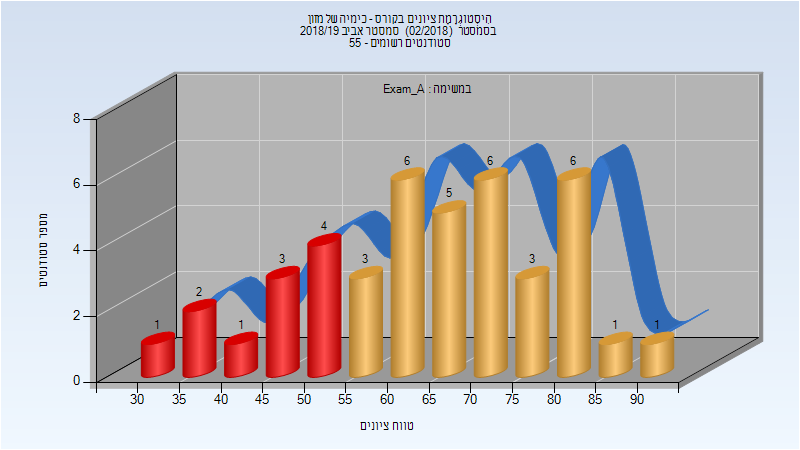 היסטוגרמת ציונים בקורס - כימיה של מזון
בסמסטר (02/2018) סמסטר אביב 2018/19
סטודנטים רשומים - 55
במשימה : Exam_A
8
6
4
2
0
מספר סטודנטים
1
2
1
3
4
3
6
5
6
3
6
1
1
30 35 40 45 50 55 60 65 70 75 80 85 90
טווח ציונים